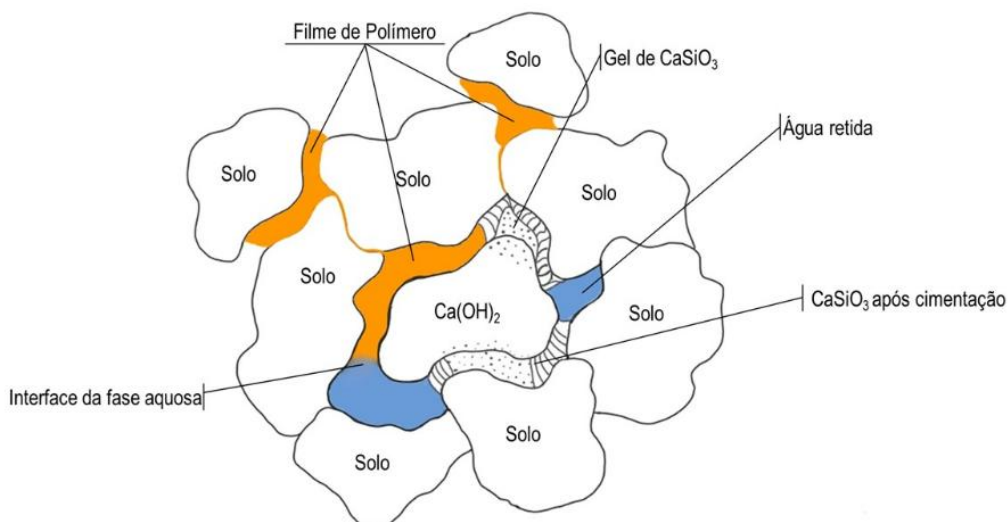 Filme de Polímero
Solo
Gel de CaSiO₃
Água retida
Solo
Solo
Solo
Solo
Ca(OH)₂
CaSiO₃ após cimentação
Solo
Interface da fase aquosa
Solo
Solo